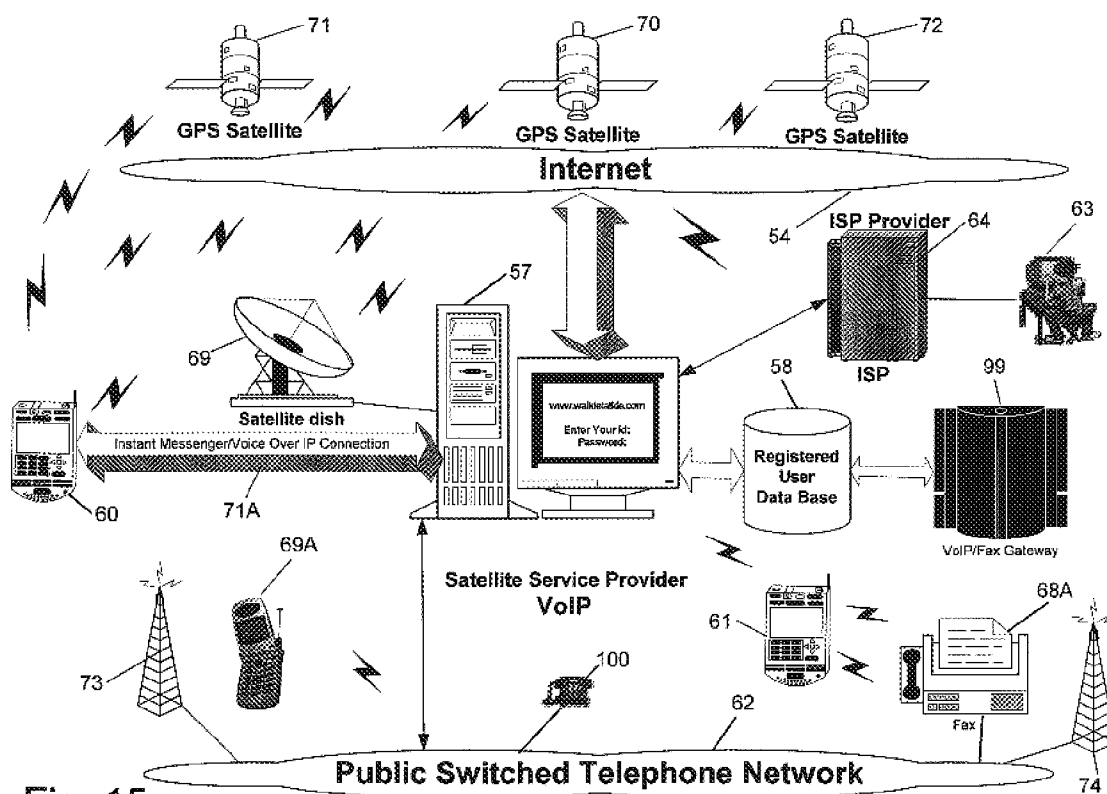 71
70
72
GPS Satellite
GPS Satellite
GPS Satellite
Internet
54
ISP Provider
64
63
57
69
ISP
58
99
Satellite dish
www.walkietalkie.com
Enter Your Id:
Password:
Instant Messenger/Voice Over IP Connection
Registered
User
Data Base
60
71A
VoIP/Fax Gateway
69A
Satellite Service Provider
VoIP
61
68A
73
100
62
Fax
Public Switched Telephone Network
74